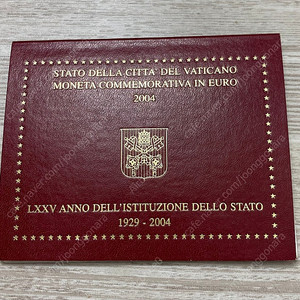 STATO DELLA CITTA' DEL VATICANO
MONETA COMMEMORATIVA IN EURO
2004
LXXV ANNO DELL'ISTITUZIONE DELLO STATO
1929 - 2004